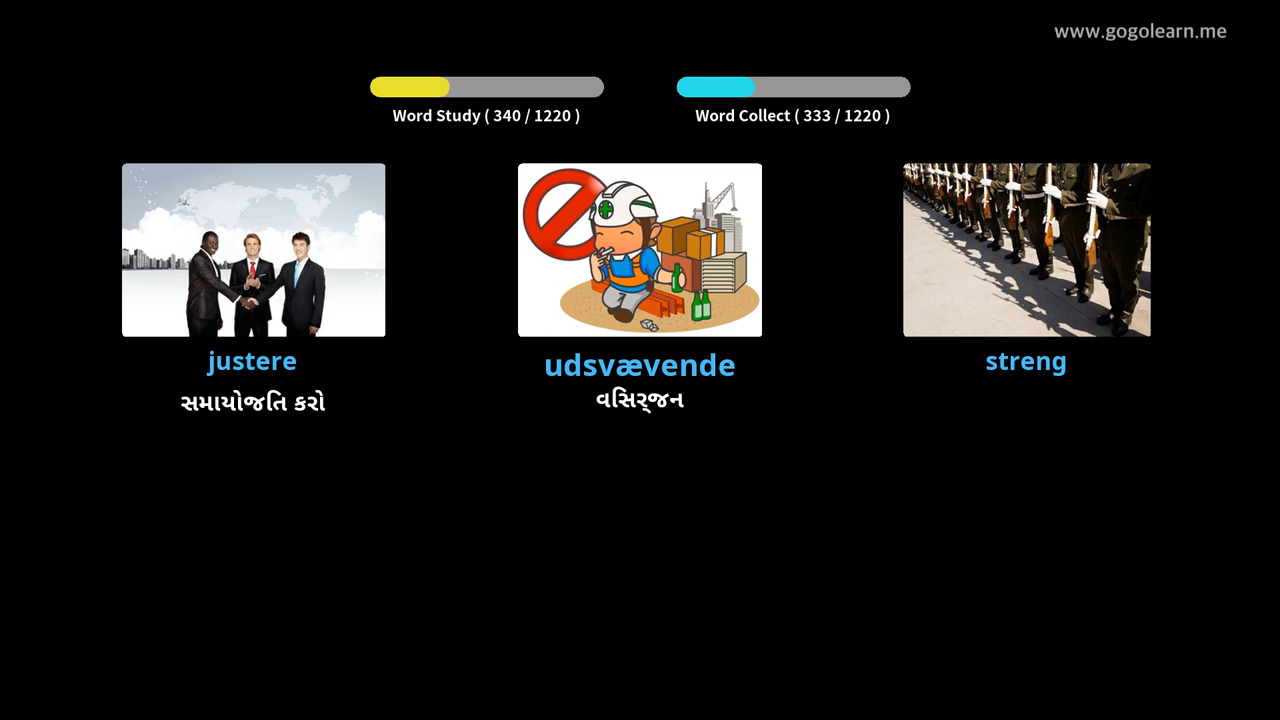 www.gogolearn.me
Word Study ( 340 / 1220 )
Word Collect ( 333 / 1220 )
justere
udsvævende
streng
સમાયોજતિ કરો
વસિર્જન